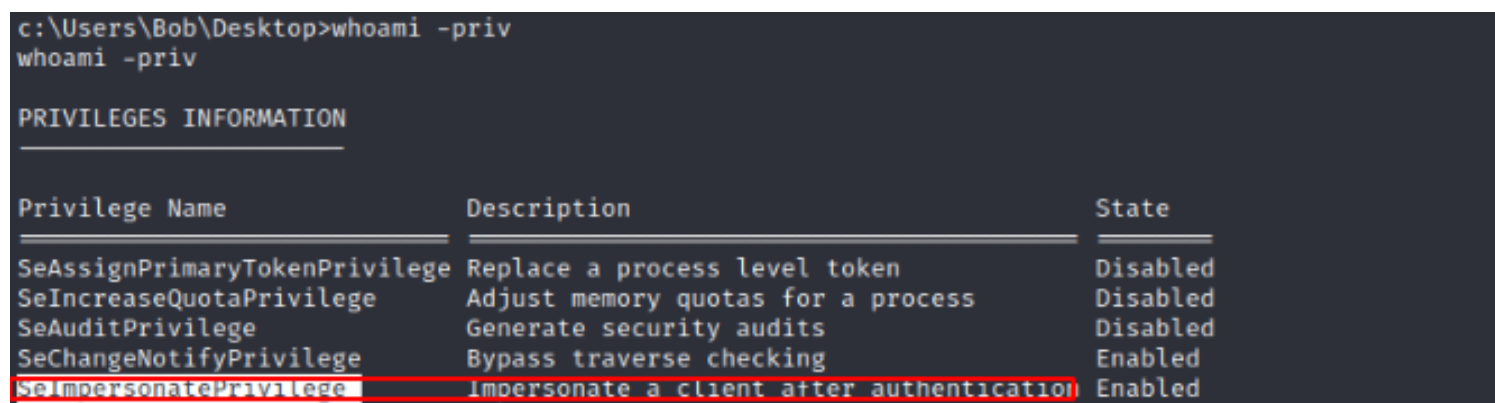 c:\Users\Bob\Desktop>whoami -priv
whoami -priv
PRIVILEGES INFORMATION
Privilege Name Description State
SeAssignPrimaryTokenPrivilege Replace a process level token Disabled
SeIncreaseQuotaPrivilege Adjust memory quotas for a process Disabled
SeAuditPrivilege Generate security audits Disabled
SeChangeNotifyPrivilege Bypass traverse checking Enabled
SeImpersonatePrivilege Impersonate a client after authentication Enabled